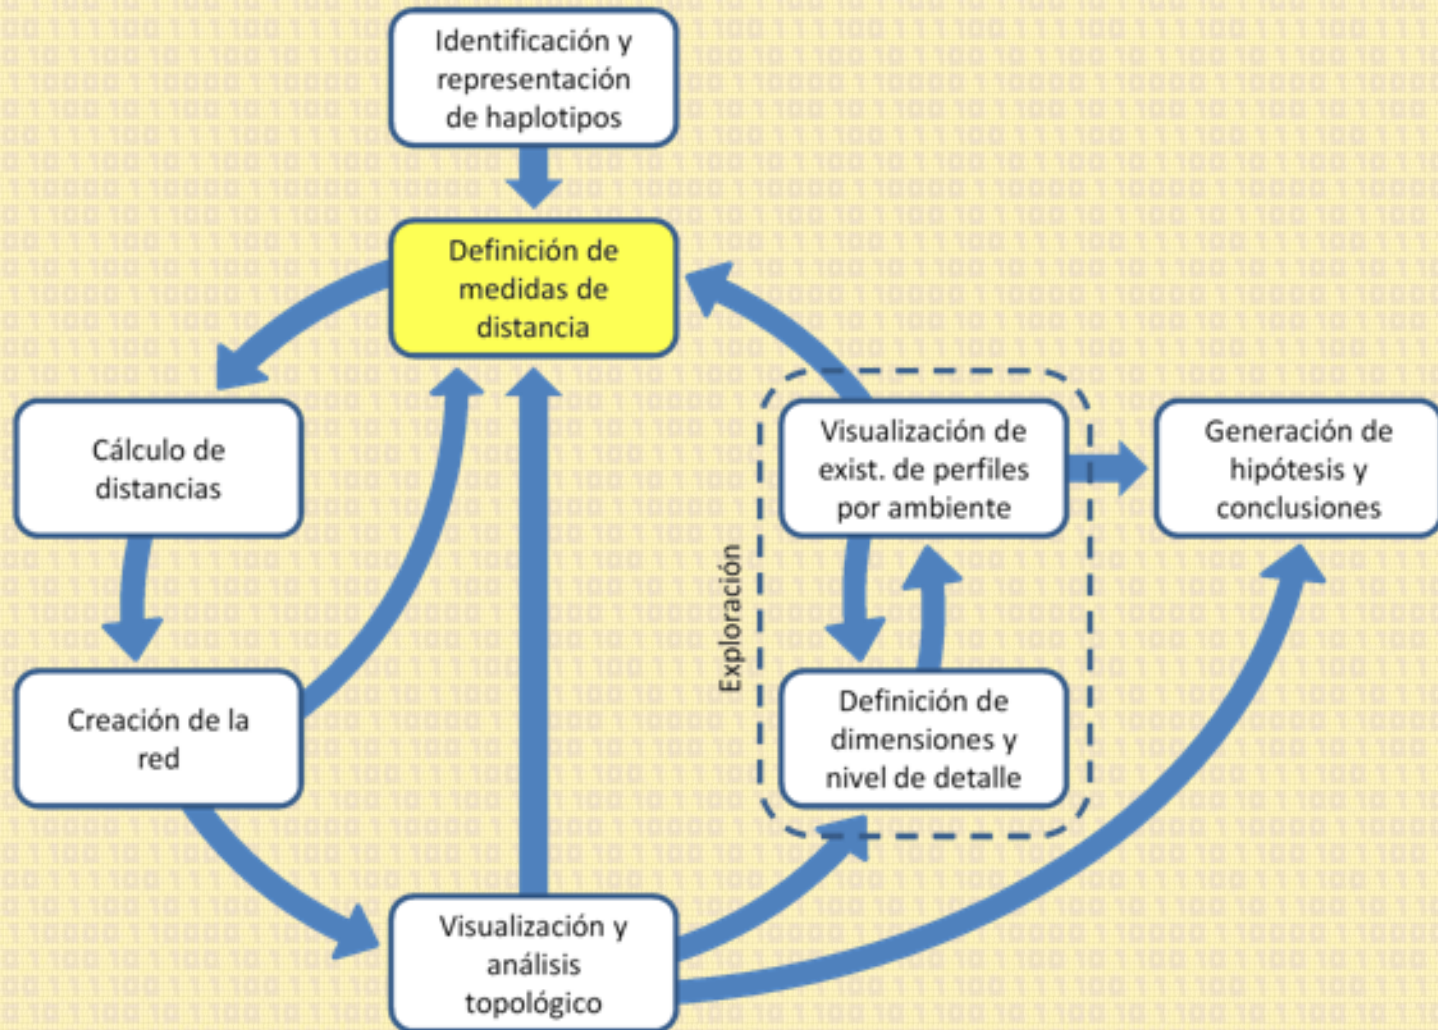 Identificación y
representación
de haplotipos
Definición de
medidas de
distancia
Cálculo de
distancias
Visualización de
exist. de perfiles
por ambiente
Generación de
hipótesis y
conclusiones
Exploración
Creación de la
red
Definición de
dimensiones y
nivel de detalle
Visualización y
análisis
topológico